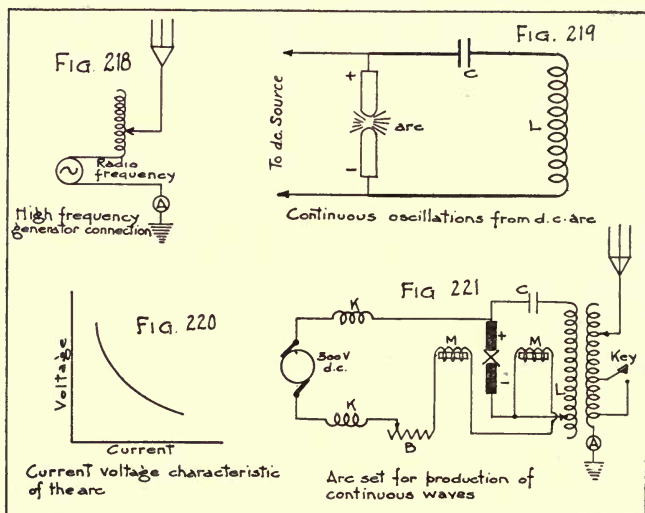 FIG. 218
Radio
frequency
A
High frequency
generator connection
FIG. 219
C
+
To d.c. Source
arc
L
-
Continuous oscillations from d.c. arc
FIG. 220
Voltage
Current
Current voltage characteristic
of the arc
FIG 221
K
C
+
M
M
500V
d.c.
Key
-
L
K
B
A
Arc set for production of
continuous waves